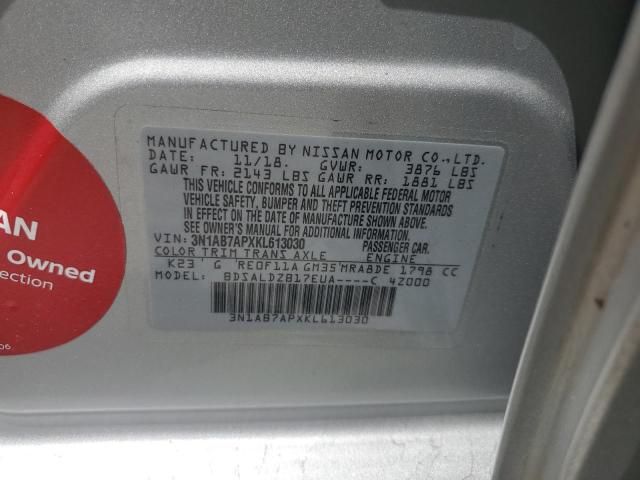 MANUFACTURED BY NISSAN MOTOR CO.,LTD.
DATE: 11/18. GVWR: 3876 LBS
GAWR FR: 2143 LBS GAWR RR: 1881 LBS
THIS VEHICLE CONFORMS TO ALL APPLICABLE FEDERAL MOTOR
VEHICLE SAFETY, BUMPER AND THEFT PREVENTION STANDARDS
IN EFFECT ON THE DATE OF MANUFACTURE SHOWN ABOVE.
SEE OWNER'S MANUAL FOR ADDITIONAL INFORMATION.
VIN: 3N1AB7APXKL613030 PASSENGER CAR.
COLOR TRIM TRANS AXLE ENGINE
K23 G RE0F11A GM35 MRA8DE 1798 CC
MODEL: BDSALDZB17EUA----C 42000
3N1AB7APXKL613030
AN
Owned
ection
06